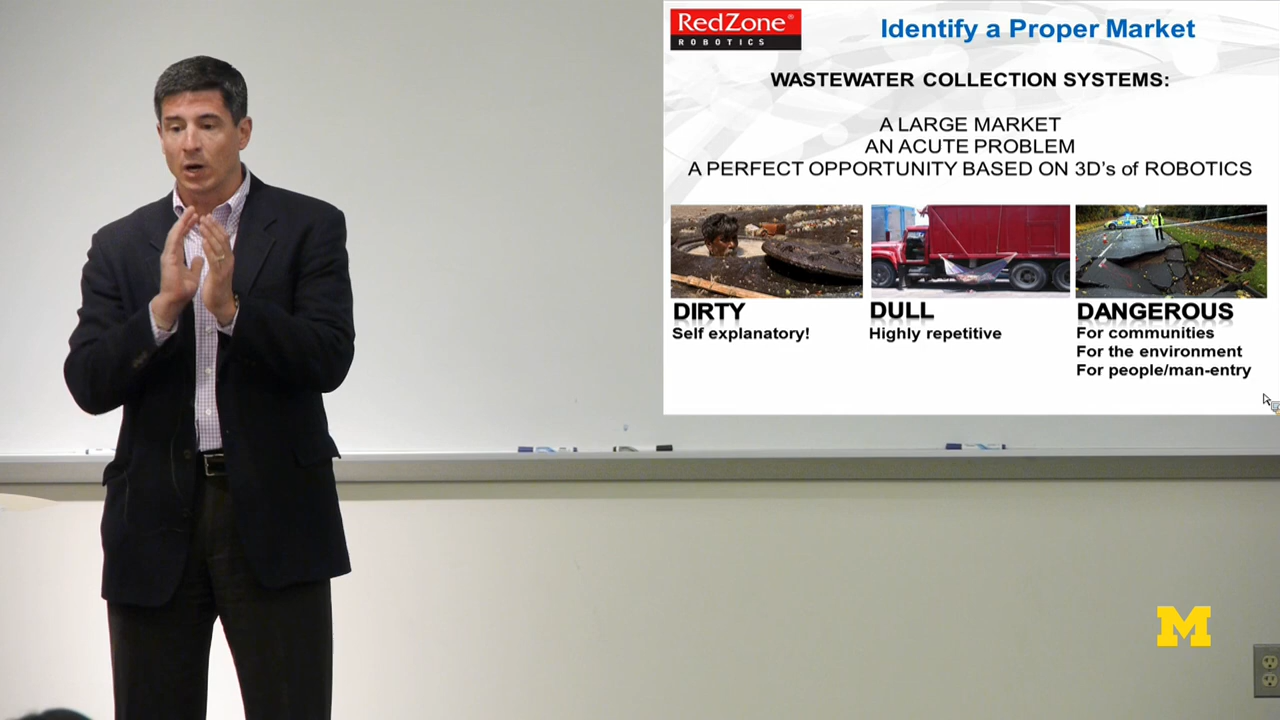 RedZone®
ROBOTICS
Identify a Proper Market
WASTEWATER COLLECTION SYSTEMS:
A LARGE MARKET
AN ACUTE PROBLEM
A PERFECT OPPORTUNITY BASED ON 3D's of ROBOTICS
DIRTY
Self explanatory!
DULL
Highly repetitive
DANGEROUS
For communities
For the environment
For people/man-entry
M